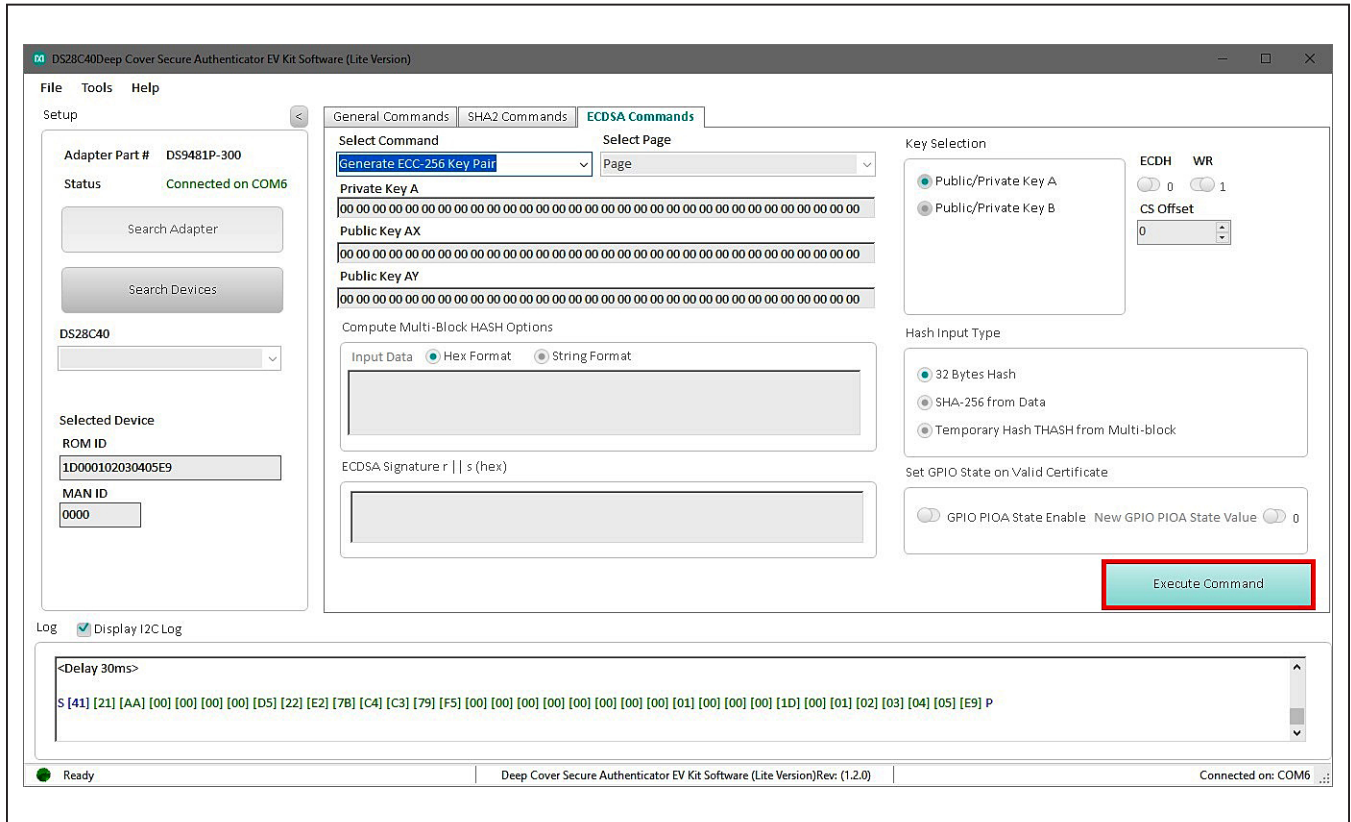 DS28C40Deep Cover Secure Authenticator EV Kit Software (Lite Version)
File Tools Help
Setup
<
Adapter Part # DS9481P-300
Status Connected on COM6
Search Adapter
Search Devices
DS28C40
Selected Device
ROM ID
1D000102030405E9
MAN ID
0000
General Commands SHA2 Commands ECDSA Commands
Select Command Select Page
Generate ECC-256 Key Pair Page
Private Key A
00 00 00 00 00 00 00 00 00 00 00 00 00 00 00 00 00 00 00 00 00 00 00 00 00 00 00 00 00 00 00 00
Public Key AX
00 00 00 00 00 00 00 00 00 00 00 00 00 00 00 00 00 00 00 00 00 00 00 00 00 00 00 00 00 00 00 00
Public Key AY
00 00 00 00 00 00 00 00 00 00 00 00 00 00 00 00 00 00 00 00 00 00 00 00 00 00 00 00 00 00 00 00
Compute Multi-Block HASH Options
Input Data Hex Format String Format
ECDSA Signature r || s (hex)
Key Selection
Public/Private Key A
Public/Private Key B
ECDH WR
0 1
CS Offset
0
Hash Input Type
32 Bytes Hash
SHA-256 from Data
Temporary Hash THASH from Multi-block
Set GPIO State on Valid Certificate
GPIO PIOA State Enable New GPIO PIOA State Value 0
Execute Command
Log Display I2C Log
<Delay 30ms>
S [41] [21] [AA] [00] [00] [00] [00] [D5] [22] [E2] [7B] [C4] [C3] [79] [F5] [00] [00] [00] [00] [00] [00] [00] [00] [01] [00] [00] [00] [1D] [00] [01] [02] [03] [04] [05] [E9] P
Ready Deep Cover Secure Authenticator EV Kit Software (Lite Version)Rev: (1.2.0) Connected on: COM6